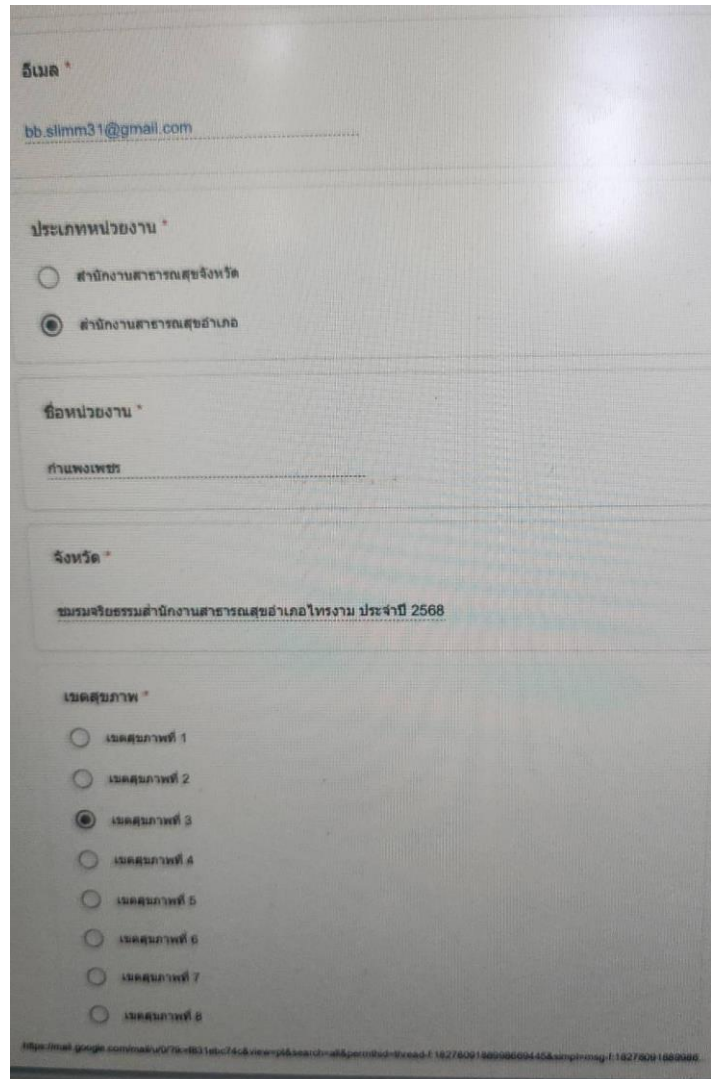 อีเมล *
bb.slimm31@gmail.com
ประเภทหน่วยงาน *
สำนักงานสาธารณสุขจังหวัด
สำนักงานสาธารณสุขอำเภอ
ชื่อหน่วยงาน *
กำแพงเพชร
จังหวัด *
ชมรมจริยธรรมสำนักงานสาธารณสุขอำเภอไทรงาม ประจำปี 2568
เขตสุขภาพ *
เขตสุขภาพที่ 1
เขตสุขภาพที่ 2
เขตสุขภาพที่ 3
เขตสุขภาพที่ 4
เขตสุขภาพที่ 5
เขตสุขภาพที่ 6
เขตสุขภาพที่ 7
เขตสุขภาพที่ 8